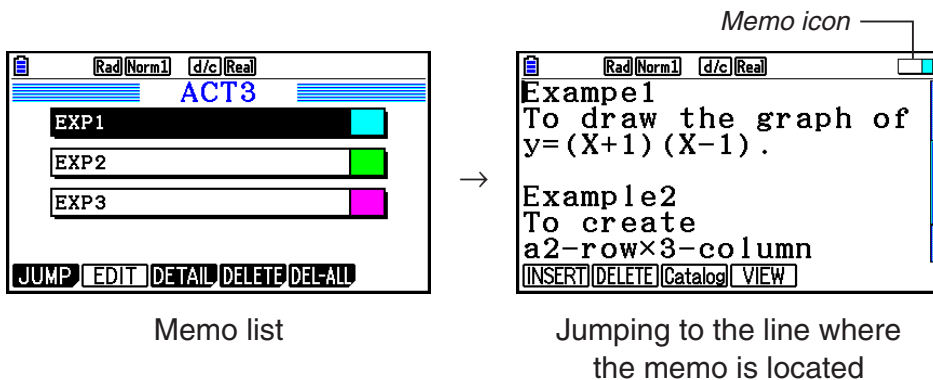 Memo icon
Rad Norm1 d/c Real
ACT3
EXP1
EXP2
EXP3
JUMP EDIT DETAIL DELETE DEL-ALL
→
Rad Norm1 d/c Real
Exampe1
To draw the graph of
y=(X+1)(X−1).
Example2
To create
a2−row×3−column
INSERT DELETE Catalog VIEW
Memo list
Jumping to the line where
the memo is located